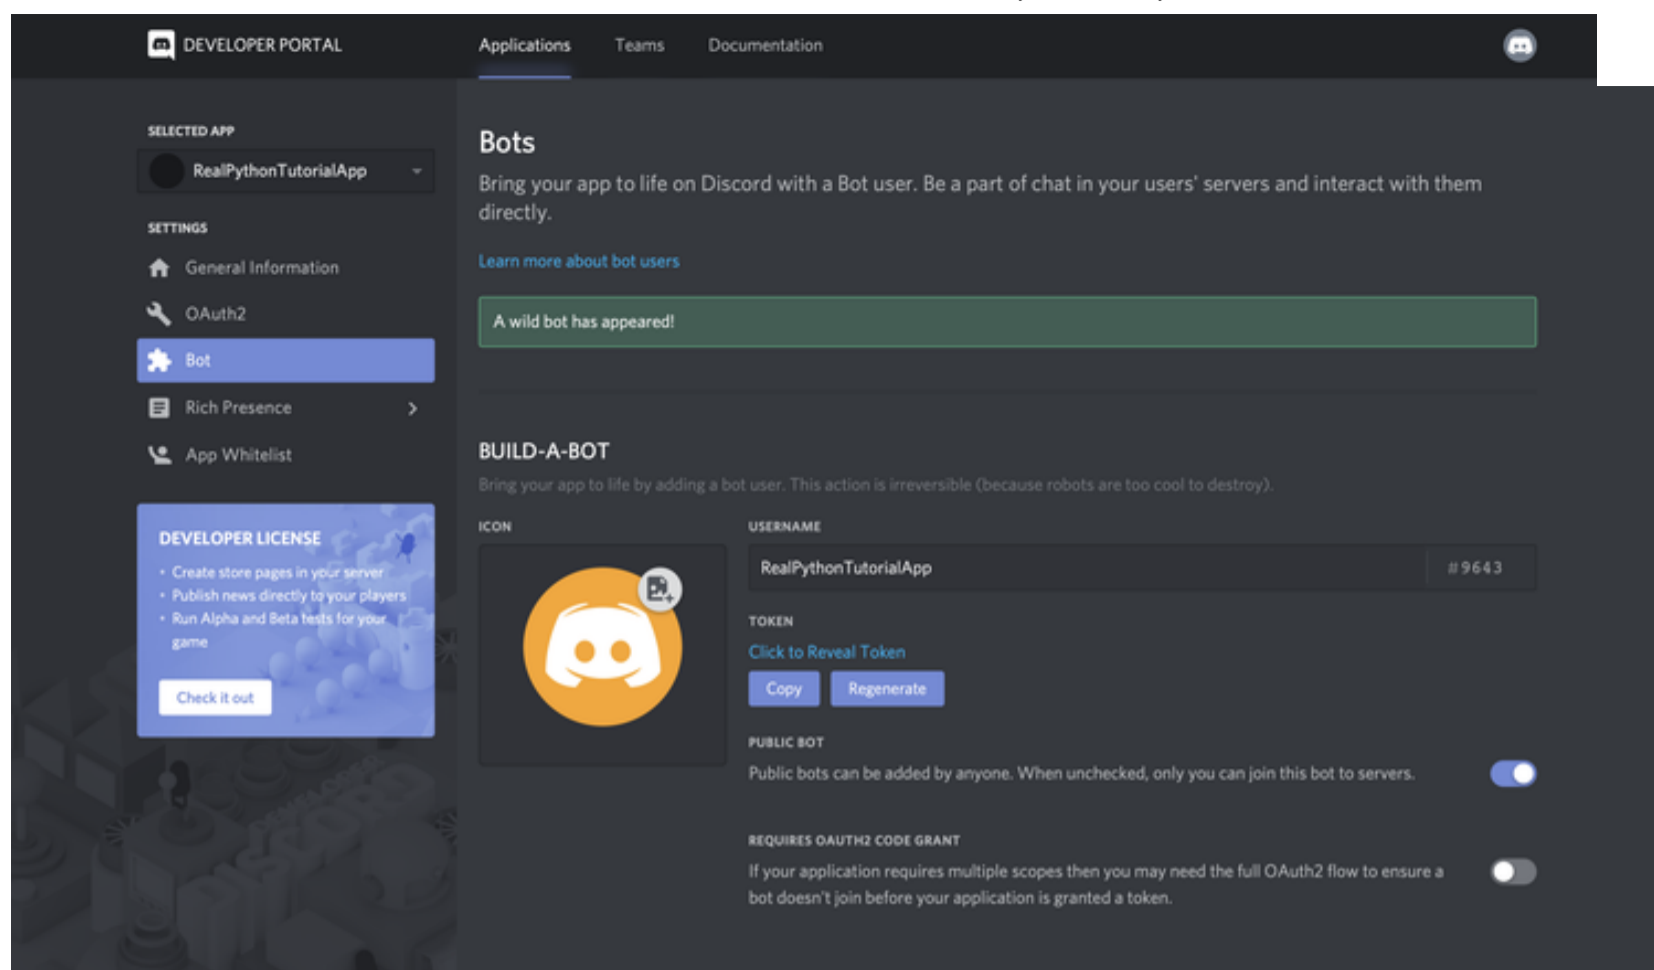 DEVELOPER PORTAL
Applications
Teams
Documentation
SELECTED APP
RealPythonTutorialApp
SETTINGS
General Information
OAuth2
Bot
Rich Presence
App Whitelist
DEVELOPER LICENSE
• Create store pages in your server
• Publish news directly to your players
• Run Alpha and Beta tests for your
game
Check it out
Bots
Bring your app to life on Discord with a Bot user. Be a part of chat in your users' servers and interact with them
directly.
Learn more about bot users
A wild bot has appeared!
BUILD-A-BOT
Bring your app to life by adding a bot user. This action is irreversible (because robots are too cool to destroy).
ICON
USERNAME
RealPythonTutorialApp
#9643
TOKEN
Click to Reveal Token
Copy
Regenerate
PUBLIC BOT
Public bots can be added by anyone. When unchecked, only you can join this bot to servers.
REQUIRES OAUTH2 CODE GRANT
If your application requires multiple scopes then you may need the full OAuth2 flow to ensure a
bot doesn't join before your application is granted a token.